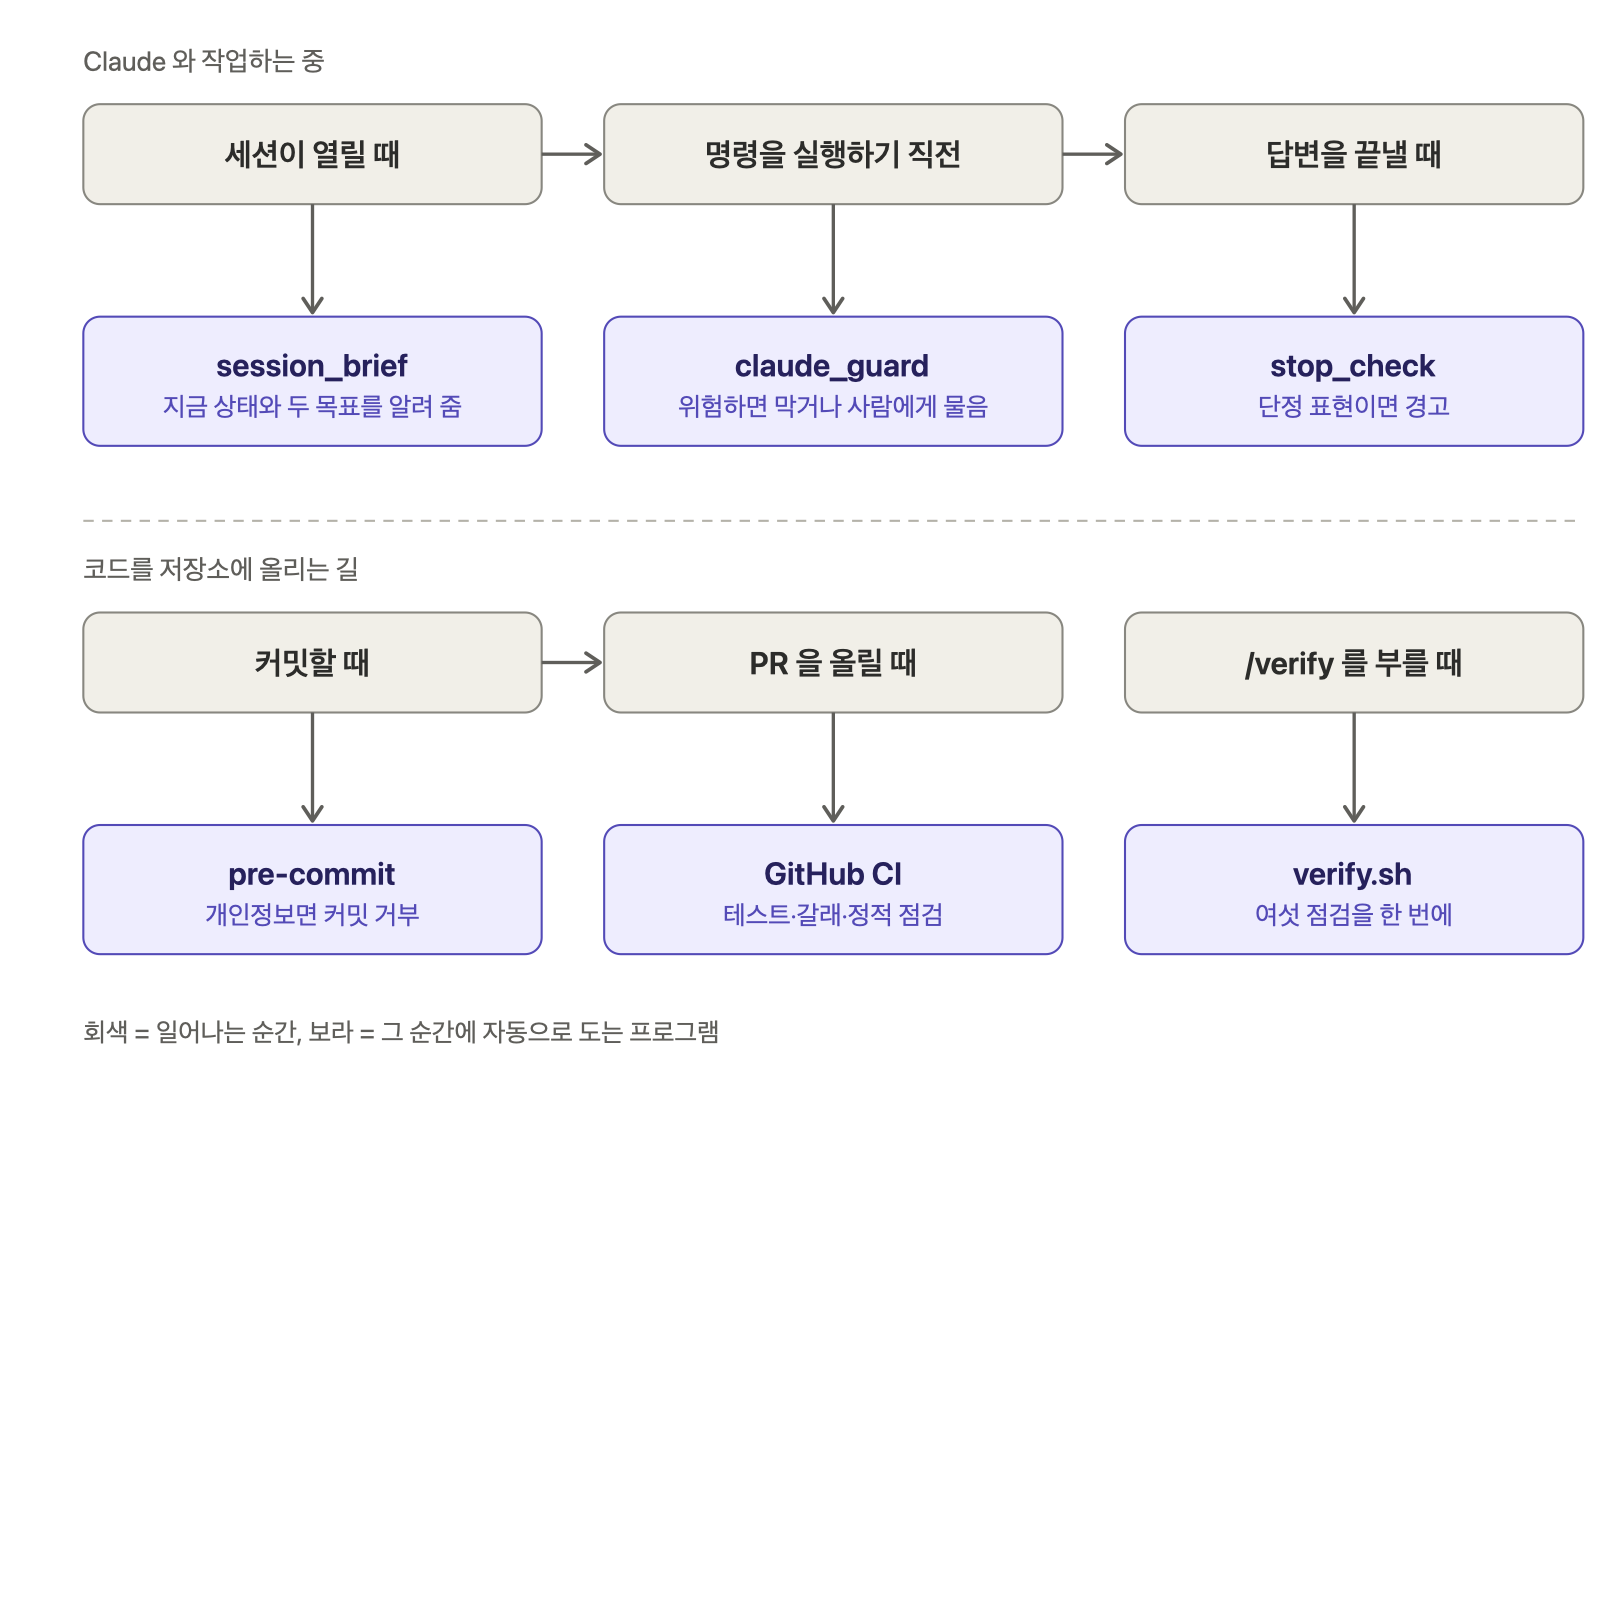 Claude 와 작업하는 중
세션이 열릴 때
명령을 실행하기 직전
답변을 끝낼 때
session_brief
지금 상태와 두 목표를 알려 줌
claude_guard
위험하면 막거나 사람에게 물음
stop_check
단정 표현이면 경고
코드를 저장소에 올리는 길
커밋할 때
PR 을 올릴 때
/verify 를 부를 때
pre-commit
개인정보면 커밋 거부
GitHub CI
테스트·갈래·정적 점검
verify.sh
여섯 점검을 한 번에
회색 = 일어나는 순간, 보라 = 그 순간에 자동으로 도는 프로그램